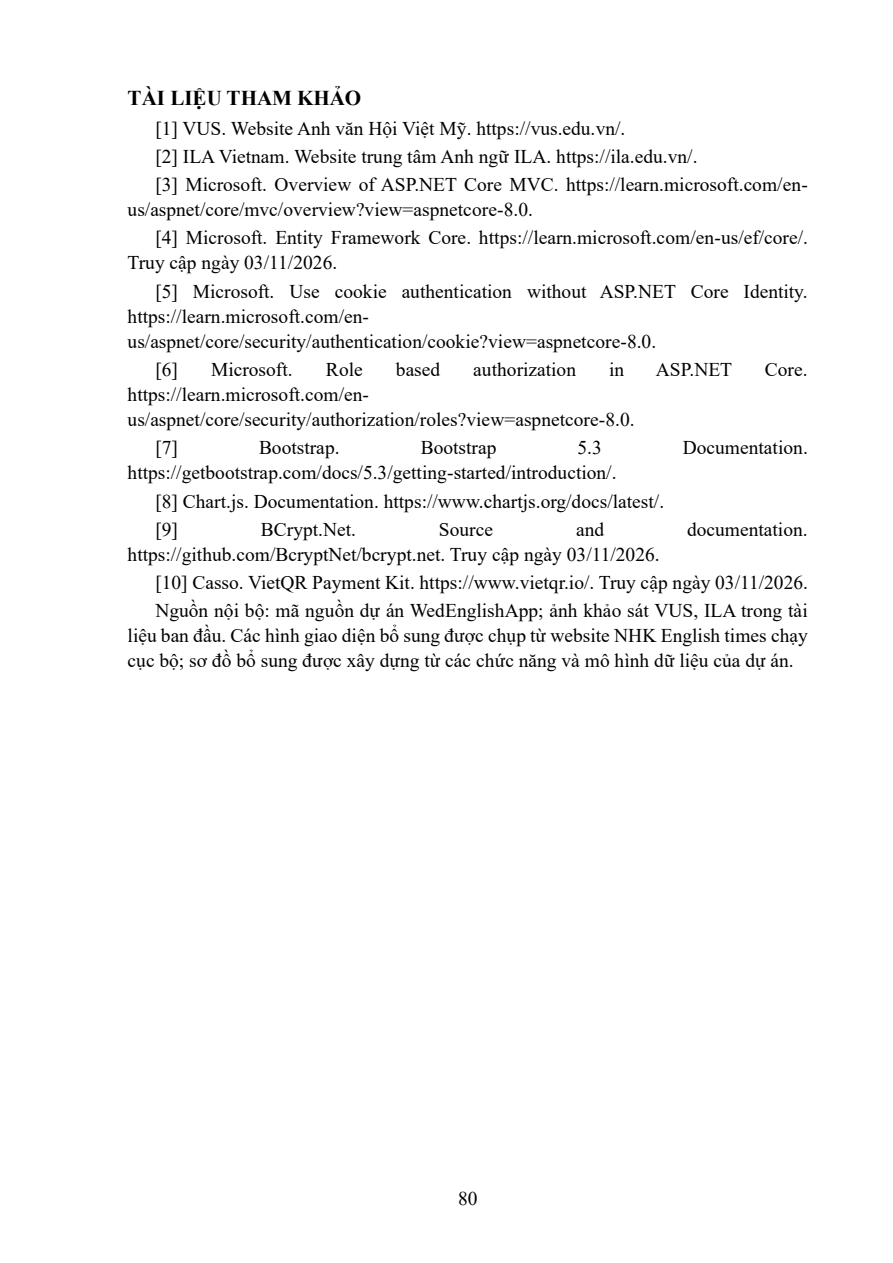 TÀI LIỆU THAM KHẢO
[1] VUS. Website Anh văn Hội Việt Mỹ. https://vus.edu.vn/.
[2] ILA Vietnam. Website trung tâm Anh ngữ ILA. https://ila.edu.vn/.
[3] Microsoft. Overview of ASP.NET Core MVC. https://learn.microsoft.com/en-
us/aspnet/core/mvc/overview?view=aspnetcore-8.0.
[4] Microsoft. Entity Framework Core. https://learn.microsoft.com/en-us/ef/core/.
Truy cập ngày 03/11/2026.
[5] Microsoft. Use cookie authentication without ASP.NET Core Identity.
https://learn.microsoft.com/en-
us/aspnet/core/security/authentication/cookie?view=aspnetcore-8.0.
[6] Microsoft. Role based authorization in ASP.NET Core.
https://learn.microsoft.com/en-
us/aspnet/core/security/authorization/roles?view=aspnetcore-8.0.
[7] Bootstrap. Bootstrap 5.3 Documentation.
https://getbootstrap.com/docs/5.3/getting-started/introduction/.
[8] Chart.js. Documentation. https://www.chartjs.org/docs/latest/.
[9] BCrypt.Net. Source and documentation.
https://github.com/BcryptNet/bcrypt.net. Truy cập ngày 03/11/2026.
[10] Casso. VietQR Payment Kit. https://www.vietqr.io/. Truy cập ngày 03/11/2026.
Nguồn nội bộ: mã nguồn dự án WedEnglishApp; ảnh khảo sát VUS, ILA trong tài
liệu ban đầu. Các hình giao diện bổ sung được chụp từ website NHK English times chạy
cục bộ; sơ đồ bổ sung được xây dựng từ các chức năng và mô hình dữ liệu của dự án.
80